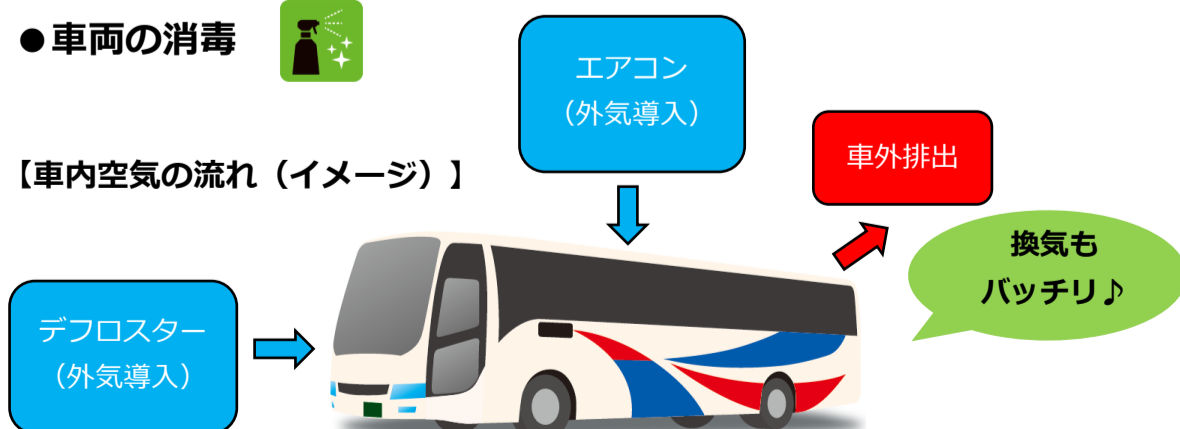 ●車両の消毒
エアコン
（外気導入）
車外排出
【車内空気の流れ（イメージ）】
換気も
バッチリ♪
デフロスター
（外気導入）